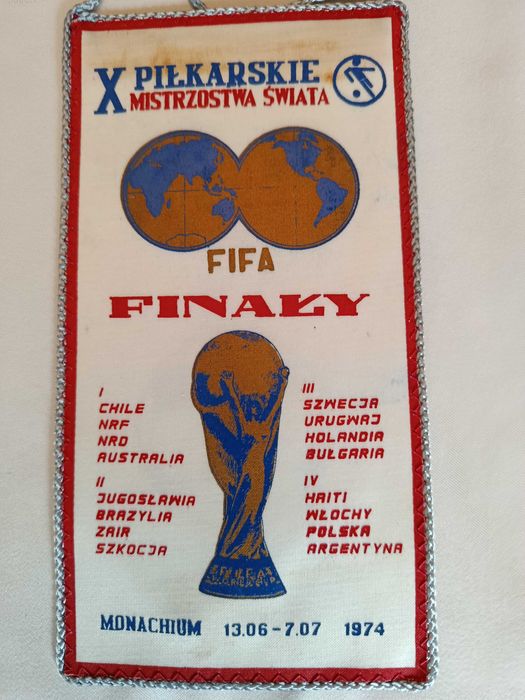 X PIŁKARSKIE
MISTRZOSTWA ŚWIATA
FIFA
FINAŁY
I
CHILE
NRF
NRD
AUSTRALIA
II
JUGOSŁAWIA
BRAZYLIA
ZAIR
SZKOCJA
III
SZWECJA
URUGWAJ
HOLANDIA
BUŁGARIA
IV
HAITI
WŁOCHY
POLSKA
ARGENTYNA
MONACHIUM 13.06-7.07 1974